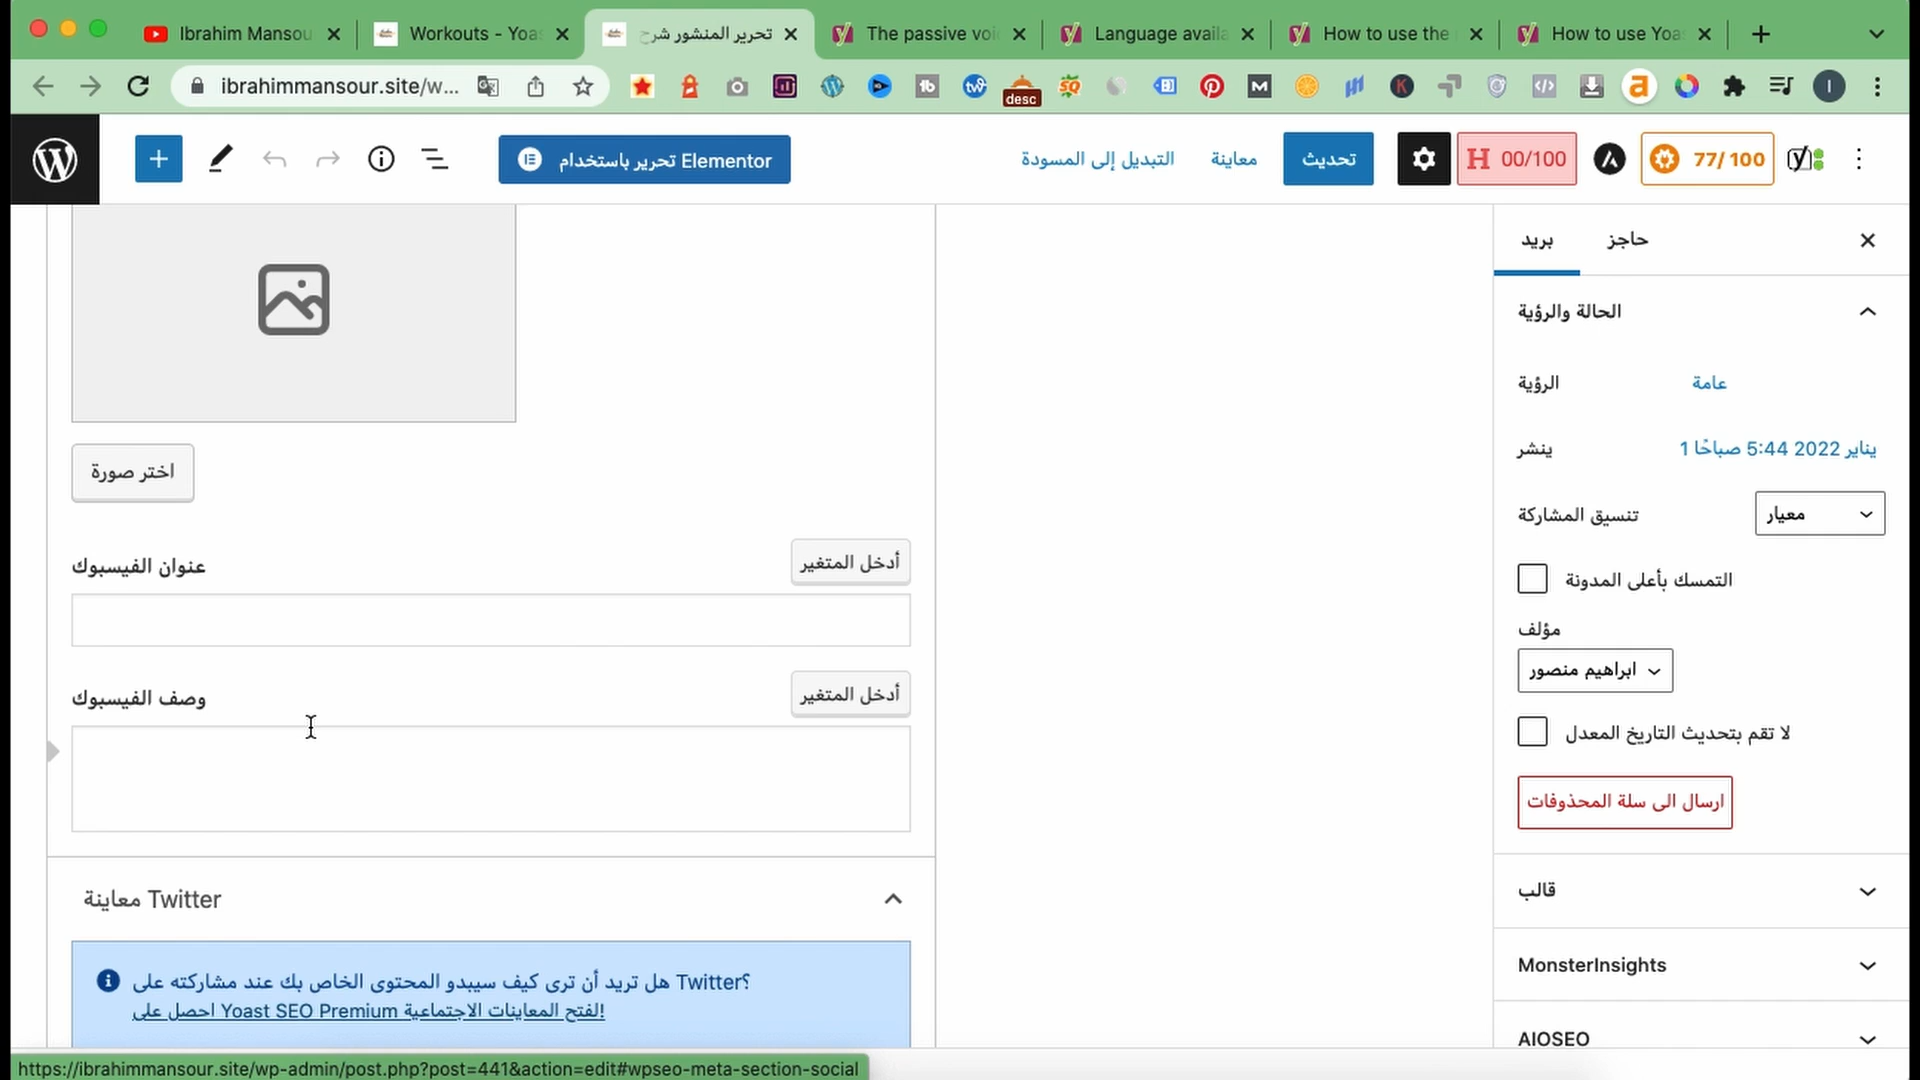 Ibrahim Mansou
Workouts - Yoas
تحرير المنشور شرح
The passive voi
Language availa
How to use the
How to use Yoa
ibrahimmansour.site/w...
desc
تحرير باستخدام Elementor
التبديل إلى المسودة
معاينة
تحديث
H 00/100
77/100
بريد
حاجز
الحالة والرؤية
الرؤية
عامة
ينشر
1 يناير 2022 5:44 صباحًا
تنسيق المشاركة
معيار
التمسك بأعلى المدونة
مؤلف
ابراهيم منصور
لا تقم بتحديث التاريخ المعدل
ارسال الى سلة المحذوفات
قالب
MonsterInsights
AIOSEO
اختر صورة
عنوان الفيسبوك
أدخل المتغير
وصف الفيسبوك
أدخل المتغير
معاينة Twitter
هل تريد أن ترى كيف سيبدو المحتوى الخاص بك عند مشاركته على Twitter؟
احصل على Yoast SEO Premium لفتح المعاينات الاجتماعية!
https://ibrahimmansour.site/wp-admin/post.php?post=441&action=edit#wpseo-meta-section-social